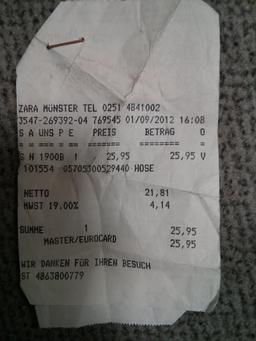 ZARA MÜNSTER TEL 0251 4841002
3547-269392-04 769545 01/09/2012 16:08
S A UNS P E PREIS BETRAG O
= = === = = ======= ======== =
S H 1900B 1 25,95 25,95 V
101554 05705300529440 HOSE
NETTO 21,81
MWST 19.00% 4,14
SUMME 1 25,95
MASTER/EUROCARD 25,95
WIR DANKEN FÜR IHREN BESUCH
ST 4863800779